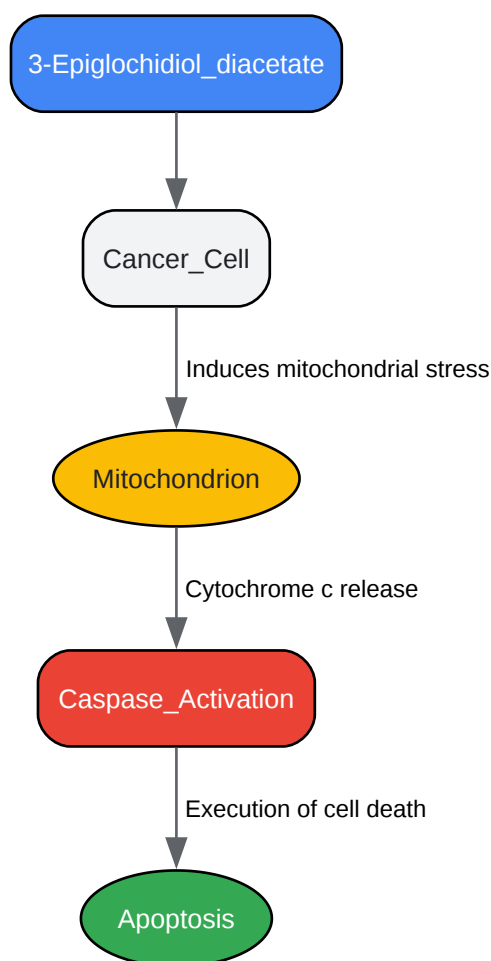 3-Epiglochidiol_diacetate
Cancer_Cell
Induces mitochondrial stress
Mitochondrion
Cytochrome c release
Caspase_Activation
Execution of cell death
Apoptosis